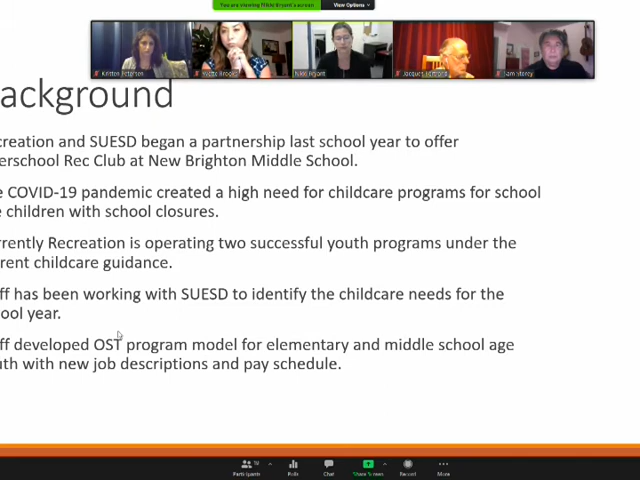 You are viewing Nikki Bryant's screen
View Options
Kristen Petersen
Yvette Brooks
Nikki Bryant
Jacques Bertrand
Sam Storey
ackground
creation and SUESD began a partnership last school year to offer
erschool Rec Club at New Brighton Middle School.
e COVID-19 pandemic created a high need for childcare programs for school
e children with school closures.
rrently Recreation is operating two successful youth programs under the
rent childcare guidance.
ff has been working with SUESD to identify the childcare needs for the
ool year.
ff developed OST program model for elementary and middle school age
uth with new job descriptions and pay schedule.
Participants
Polls
Chat
Share Screen
Record
More